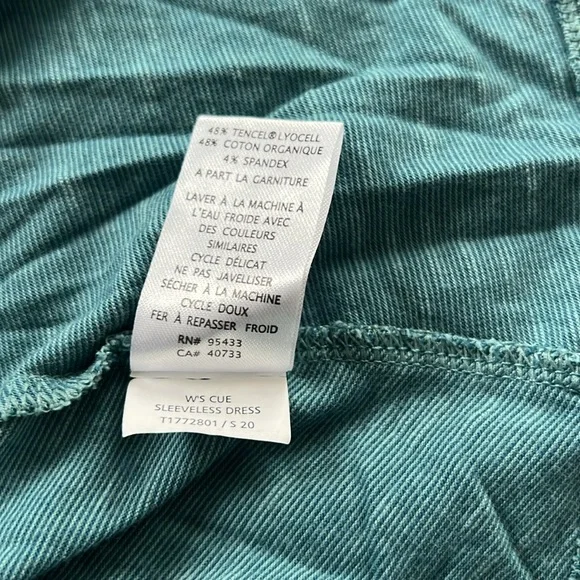 48% TENCEL® LYOCELL
48% COTON ORGANIQUE
4% SPANDEX
À PART LA GARNITURE
LAVER À LA MACHINE À
L'EAU FROIDE AVEC
DES COULEURS
SIMILAIRES
CYCLE DÉLICAT
NE PAS JAVELLISER
SÉCHER À LA MACHINE
CYCLE DOUX
FER À REPASSER FROID
RN# 95433
CA# 40733
W'S CUE
SLEEVELESS DRESS
T1772801 / S 20